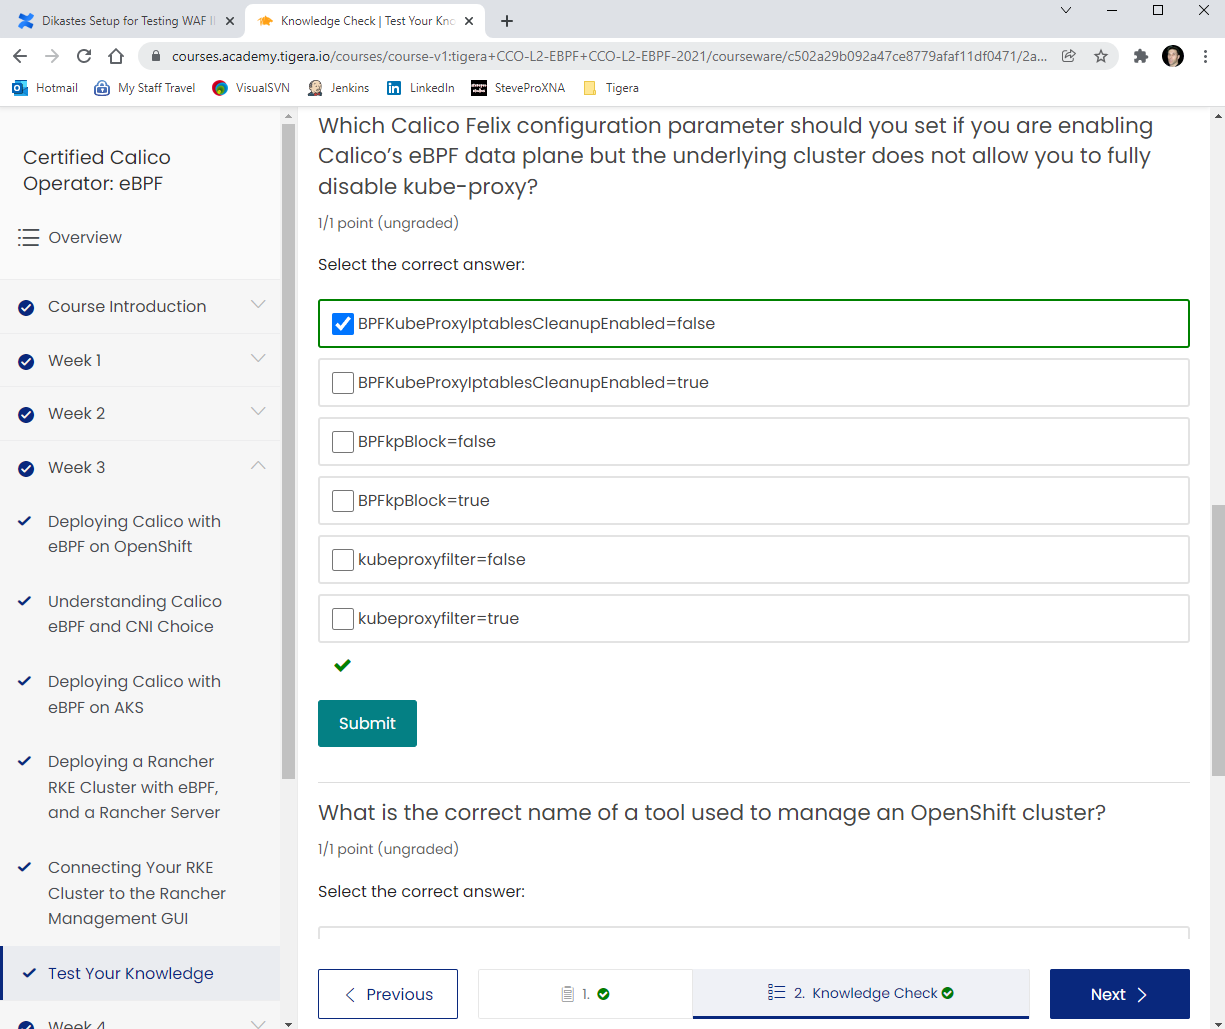 Dikastes Setup for Testing WAF I
Knowledge Check | Test Your Kno
courses.academy.tigera.io/courses/course-v1:tigera+CCO-L2-EBPF+CCO-L2-EBPF-2021/courseware/c502a29b092a47ce8779afaf11df0471/2a...
Hotmail
My Staff Travel
VisualSVN
Jenkins
LinkedIn
SteveProXNA
Tigera
Certified Calico
Operator: eBPF
Overview
Course Introduction
Week 1
Week 2
Week 3
Deploying Calico with
eBPF on OpenShift
Understanding Calico
eBPF and CNI Choice
Deploying Calico with
eBPF on AKS
Deploying a Rancher
RKE Cluster with eBPF,
and a Rancher Server
Connecting Your RKE
Cluster to the Rancher
Management GUI
Test Your Knowledge
Week 4
Which Calico Felix configuration parameter should you set if you are enabling
Calico’s eBPF data plane but the underlying cluster does not allow you to fully
disable kube-proxy?
1/1 point (ungraded)
Select the correct answer:
BPFKubeProxyIptablesCleanupEnabled=false
BPFKubeProxyIptablesCleanupEnabled=true
BPFkpBlock=false
BPFkpBlock=true
kubeproxyfilter=false
kubeproxyfilter=true
Submit
What is the correct name of a tool used to manage an OpenShift cluster?
1/1 point (ungraded)
Select the correct answer:
Previous
1.
2. Knowledge Check
Next